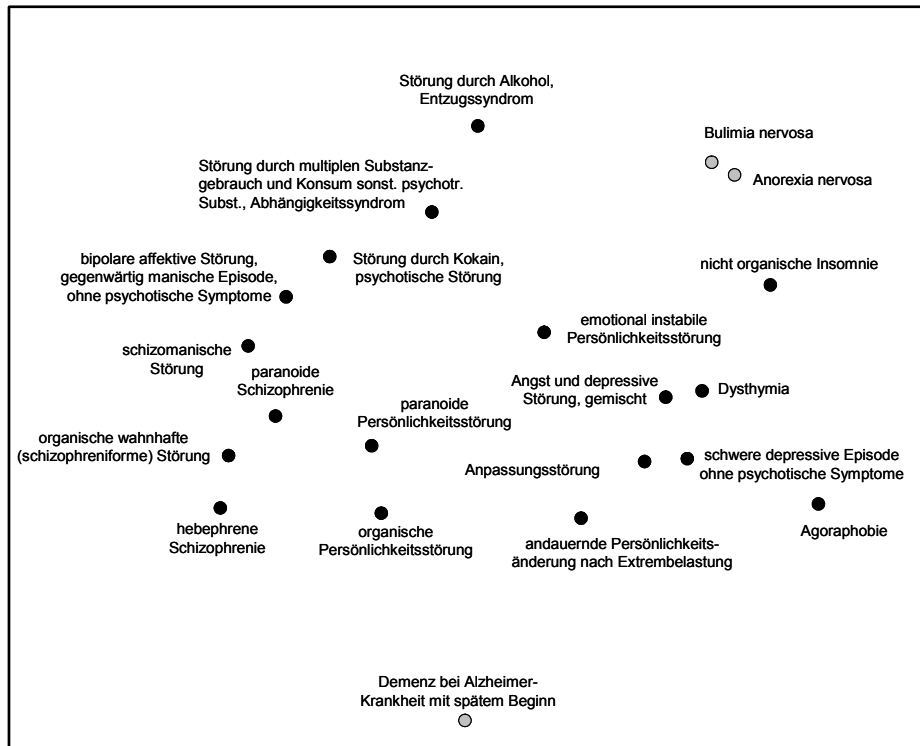 Störung durch Alkohol,
Entzugssyndrom
Bulimia nervosa
Anorexia nervosa
Störung durch multiplen Substanz-
gebrauch und Konsum sonst. psychotr.
Subst., Abhängigkeitssyndrom
bipolare affektive Störung,
gegenwärtig manische Episode,
ohne psychotische Symptome
Störung durch Kokain,
psychotische Störung
nicht organische Insomnie
emotional instabile
Persönlichkeitsstörung
schizomanische
Störung
paranoide
Schizophrenie
Angst und depressive
Störung, gemischt
Dysthymia
paranoide
Persönlichkeitsstörung
organische wahnhafte
(schizophreniforme) Störung
Anpassungsstörung
schwere depressive Episode
ohne psychotische Symptome
hebephrene
Schizophrenie
organische
Persönlichkeitsstörung
andauernde Persönlichkeits-
änderung nach Extrembelastung
Agoraphobie
Demenz bei Alzheimer-
Krankheit mit spätem Beginn